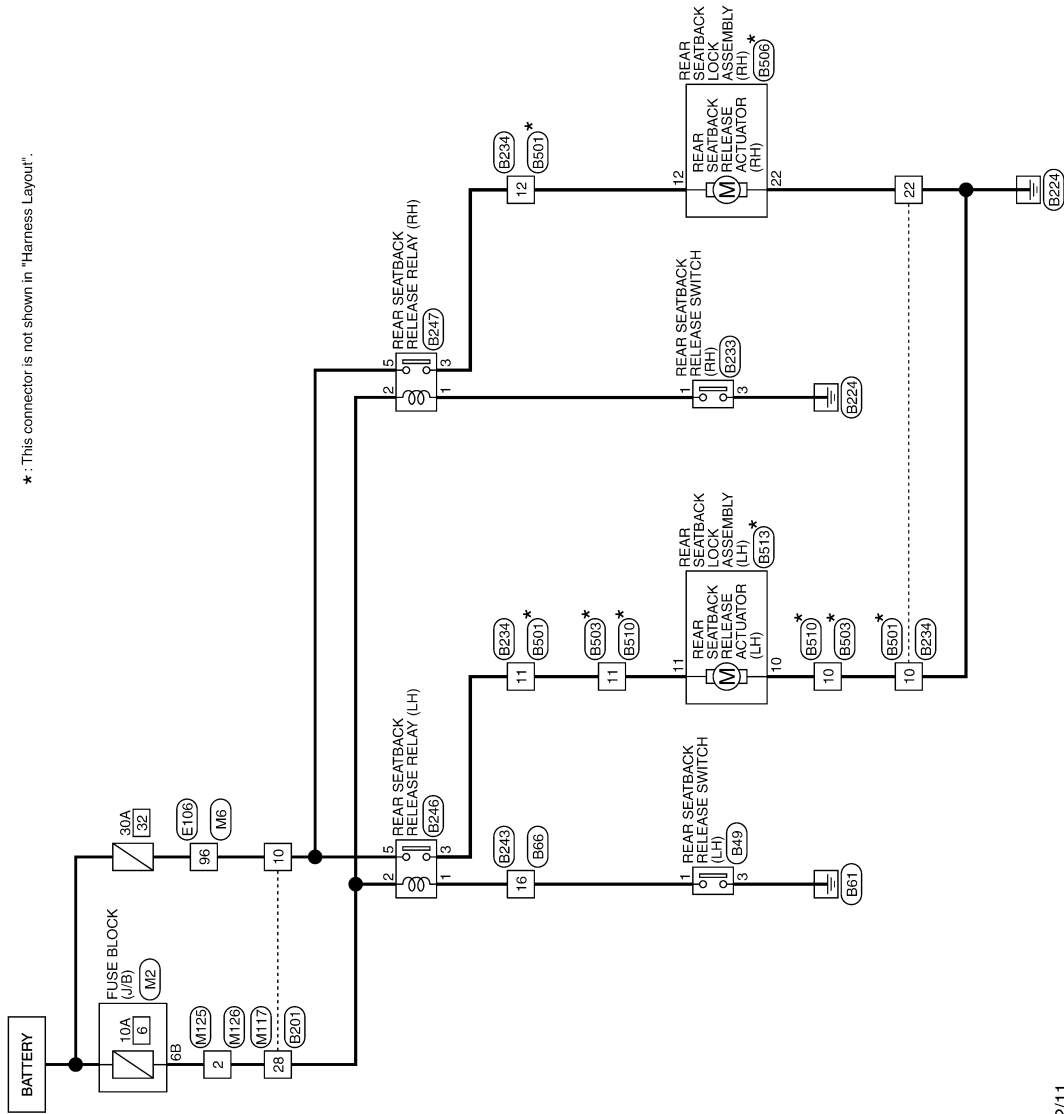 * : This connector is not shown in "Harness Layout".
BATTERY
FUSE BLOCK
(J/B)
M2
10A
6
6B
M125
2
M126
M117
28
B201
30A
32
E106
96
M6
10
REAR SEATBACK
RELEASE RELAY (LH)
B246
2
5
1
3
REAR SEATBACK
RELEASE RELAY (RH)
B247
2
5
1
3
B243
16
B66
B234
11
B501
*
B503
*
11
B510
*
B234
12
B501
*
REAR SEATBACK
RELEASE SWITCH
(LH)
B49
1
3
B61
REAR
SEATBACK
LOCK
ASSEMBLY
(LH)
*
B513
11
REAR
SEATBACK
RELEASE
ACTUATOR
(LH)
M
10
REAR SEATBACK
RELEASE SWITCH
(RH)
B233
1
3
B224
REAR
SEATBACK
LOCK
ASSEMBLY
(RH)
*
B506
12
REAR
SEATBACK
RELEASE
ACTUATOR
(RH)
M
22
B510
*
10
B503
*
B501
*
10
B234
22
B224